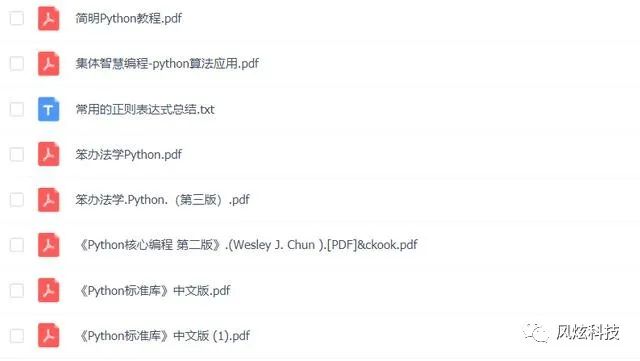 简明Python教程.pdf
集体智慧编程-python算法应用.pdf
T
常用的正则表达式总结.txt
笨办法学Python.pdf
笨办法学.Python.（第三版）.pdf
《Python核心编程 第二版》.(Wesley J. Chun ).[PDF]&ckook.pdf
《Python标准库》中文版.pdf
《Python标准库》中文版 (1).pdf
风炫科技